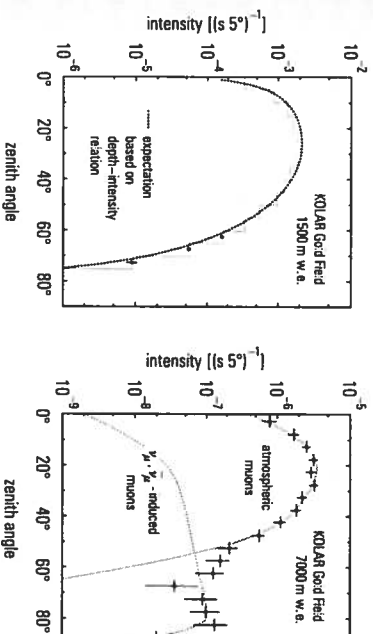 intensity [(s 5°)⁻¹]
10⁻²
10⁻³
10⁻⁴
10⁻⁵
10⁻⁶
KOLAR Gold Field
1500 m w.e.
expectation
based on
depth–intensity
relation
0° 20° 40° 60° 80°
zenith angle
intensity [(s 5°)⁻¹]
10⁻⁵
10⁻⁶
10⁻⁷
10⁻⁸
10⁻⁹
KOLAR Gold Field
7000 m w.e.
atmospheric
muons
νμ, ν̄μ -induced
muons
0° 20° 40° 60° 80°
zenith angle